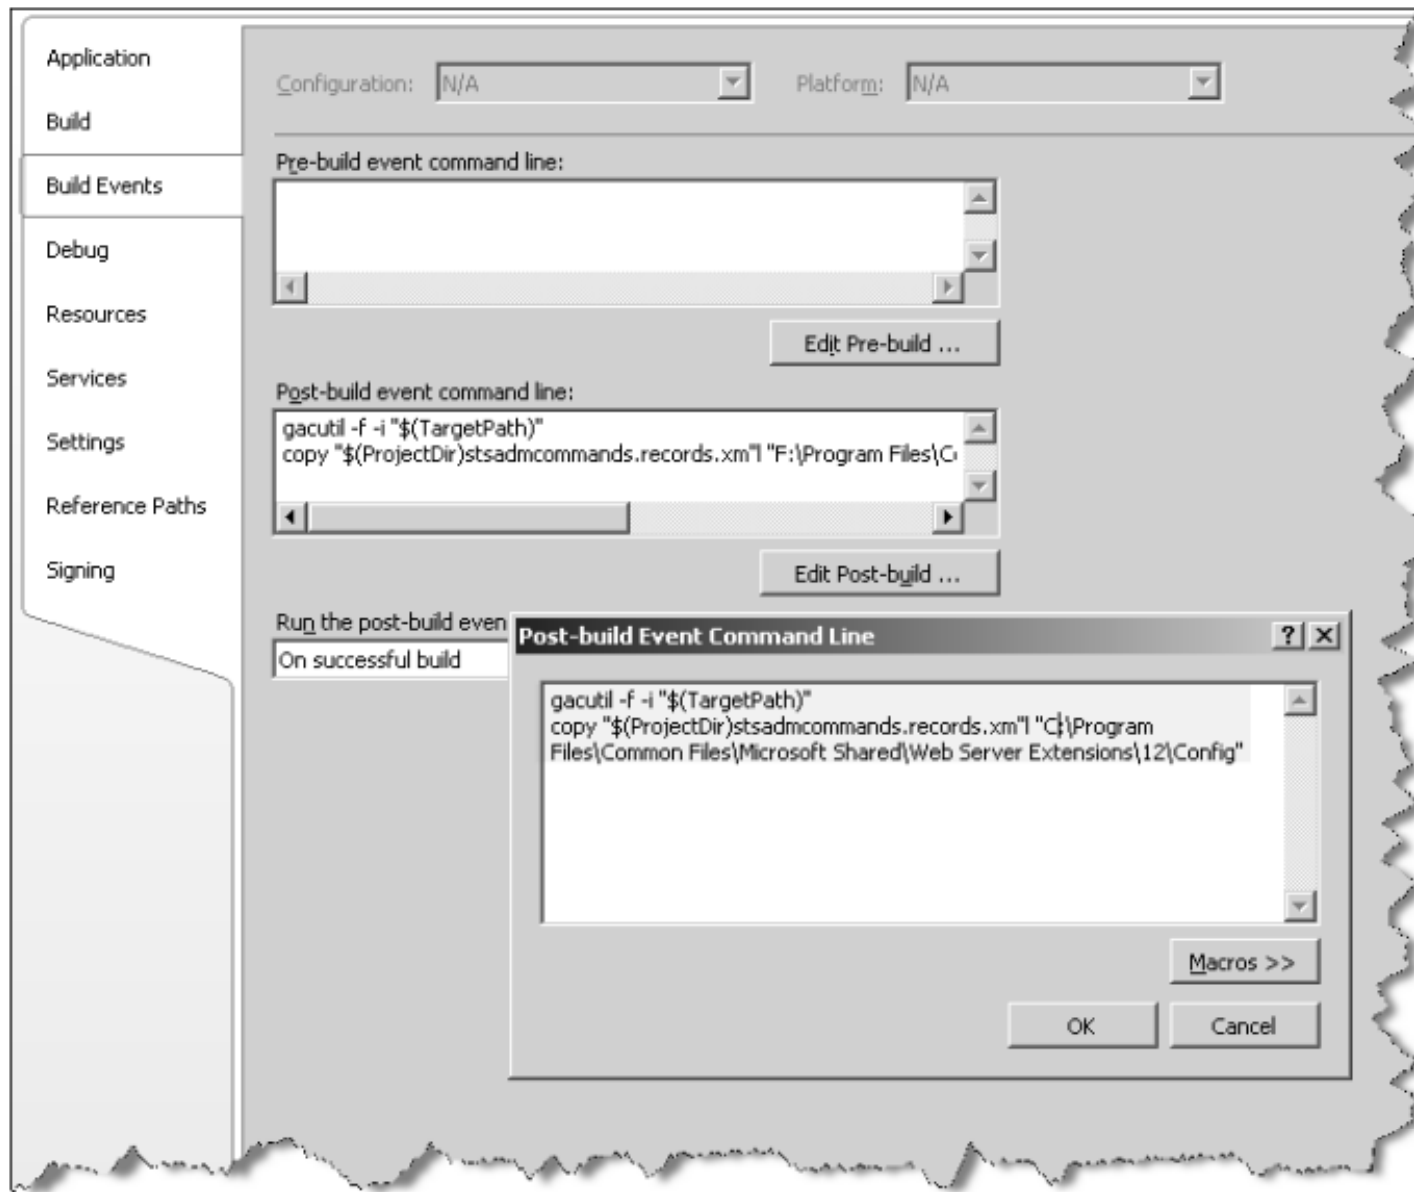 Application
Build
Build Events
Debug
Resources
Services
Settings
Reference Paths
Signing
Configuration: N/A Platform: N/A
Pre-build event command line:
Edit Pre-build ...
Post-build event command line:
gacutil -f -i "$(TargetPath)"
copy "$(ProjectDir)stsadmcommands.records.xm"l "F:\Program Files\C
Edit Post-build ...
Run the post-build even
On successful build
Post-build Event Command Line
gacutil -f -i "$(TargetPath)"
copy "$(ProjectDir)stsadmcommands.records.xm"l "C:\Program
Files\Common Files\Microsoft Shared\Web Server Extensions\12\Config"
Macros >>
OK
Cancel